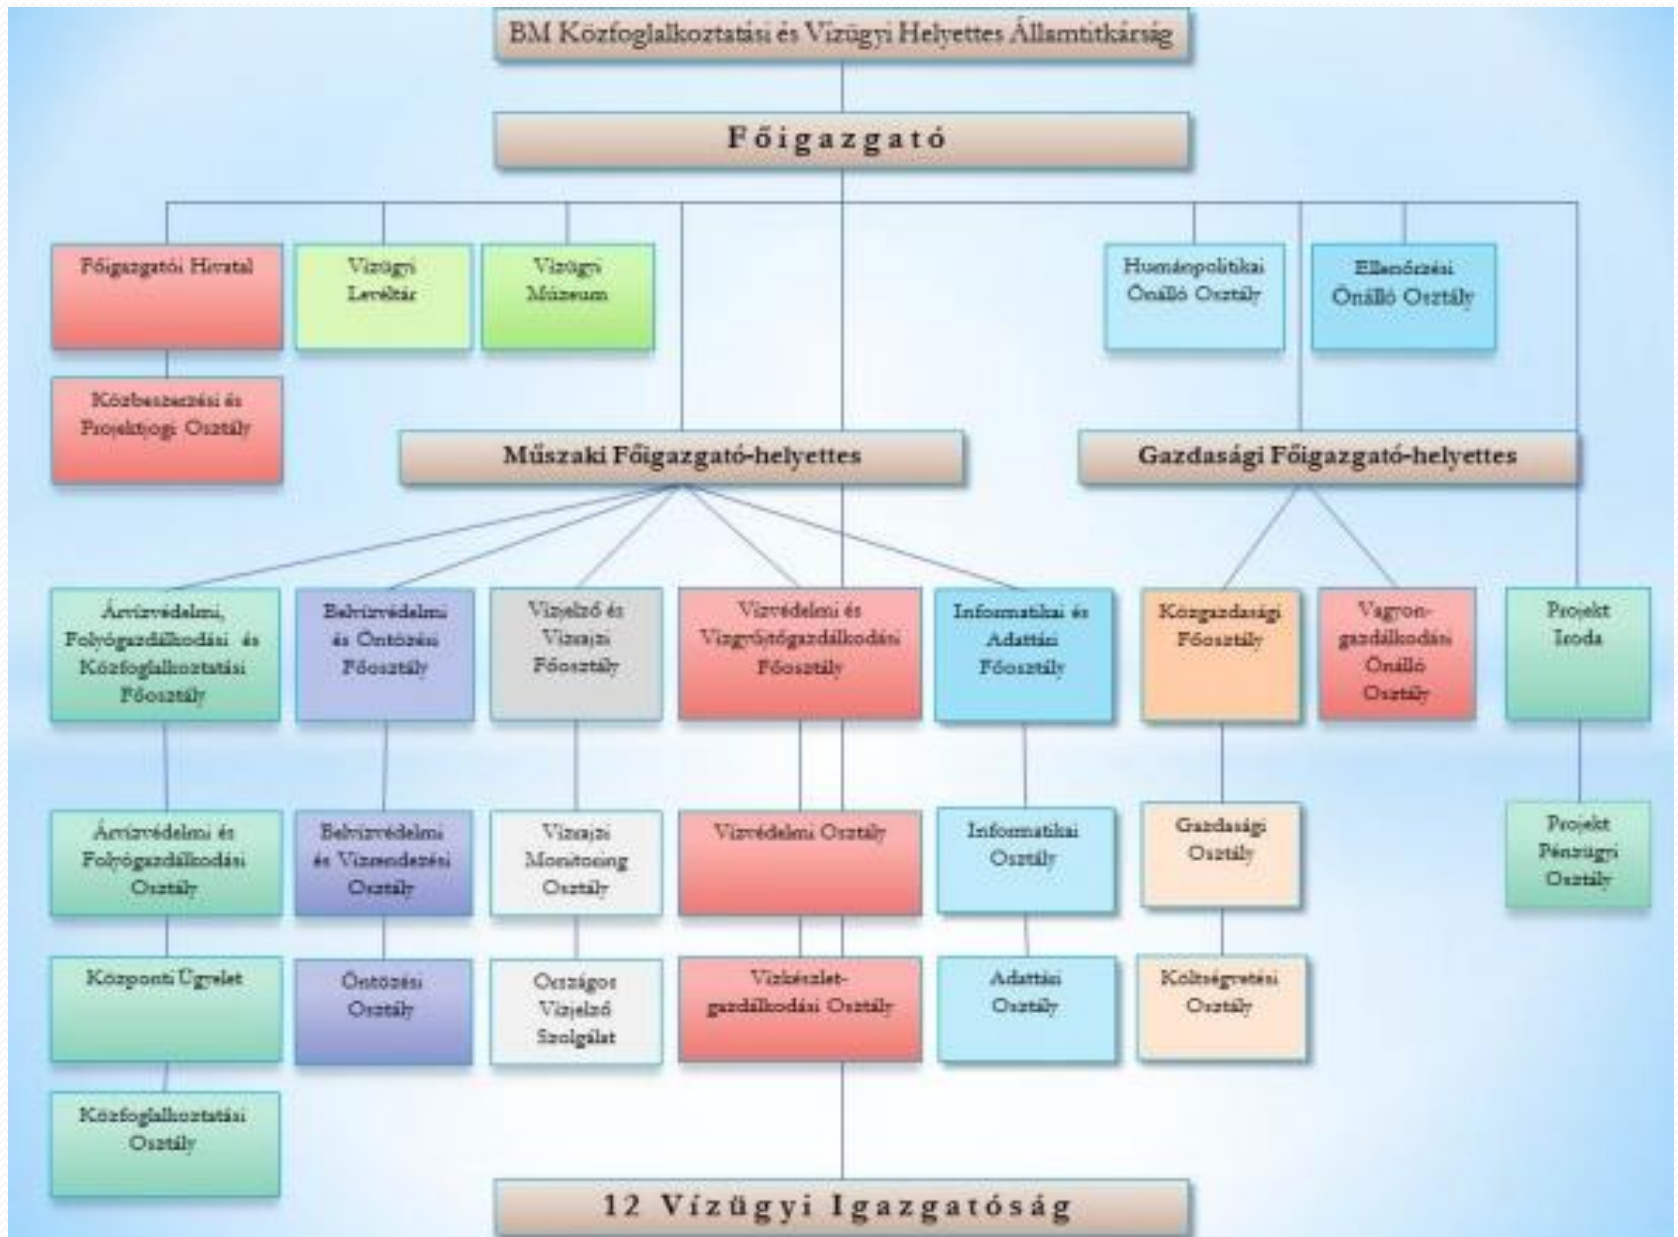 BM Közfoglalkoztatási és Vízügyi Helyettes Államtitkárság
Főigazgató
Főigazgatói Hivatal
Vízügyi
Levéltár
Vízügyi
Múzeum
Humánpolitikai
Önálló Osztály
Ellenőrzési
Önálló Osztály
Közbeszerzési és
Projektjogi Osztály
Műszaki Főigazgató-helyettes
Gazdasági Főigazgató-helyettes
Árvízvédelmi,
Folyógazdálkodási és
Közfoglalkoztatási
Főosztály
Belvízvédelmi
és Öntözési
Főosztály
Vízjelző és
Vízrajzi
Főosztály
Vízvédelmi és
Vízgyűjtőgazdálkodási
Főosztály
Informatikai és
Adattári
Főosztály
Közgazdasági
Főosztály
Vagyon-
gazdálkodási
Önálló
Osztály
Projekt
Iroda
Árvízvédelmi és
Folyógazdálkodási
Osztály
Belvízvédelmi
és Vízrendezési
Osztály
Vízrajzi
Monitoring
Osztály
Vízvédelmi Osztály
Informatikai
Osztály
Gazdasági
Osztály
Projekt
Pénzügyi
Osztály
Központi Ügyelet
Öntözési
Osztály
Országos
Vízjelző
Szolgálat
Vízkészlet-
gazdálkodási Osztály
Adattári
Osztály
Költségvetési
Osztály
Közfoglalkoztatási
Osztály
12 Vízügyi Igazgatóság